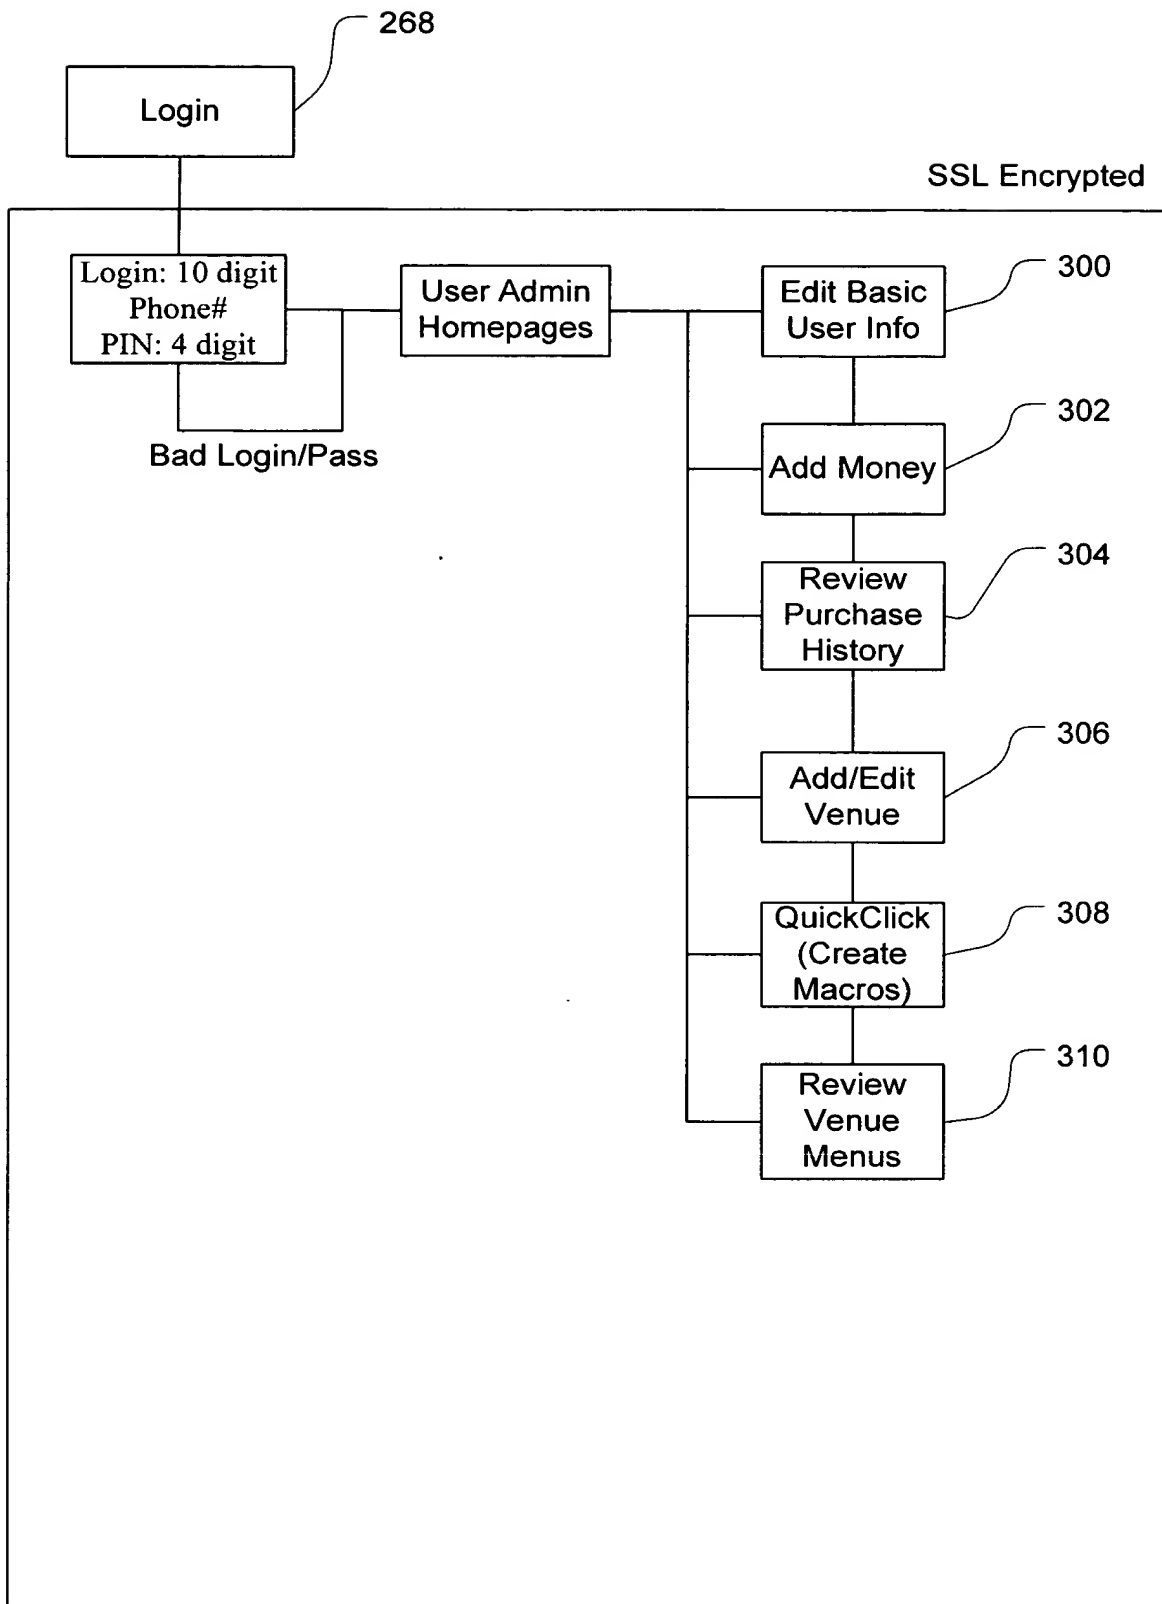 268
Login
SSL Encrypted
Login: 10 digit
Phone#
PIN: 4 digit
Bad Login/Pass
User Admin
Homepages
Edit Basic
User Info
300
Add Money
302
Review
Purchase
History
304
Add/Edit
Venue
306
QuickClick
(Create
Macros)
308
Review
Venue
Menus
310